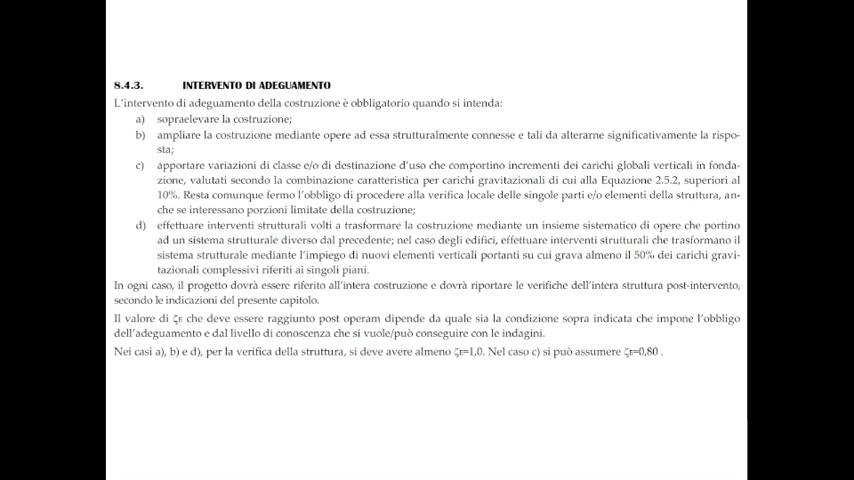 8.4.3. INTERVENTO DI ADEGUAMENTO
L'intervento di adeguamento della costruzione è obbligatorio quando si intenda:
a) sopraelevare la costruzione;
b) ampliare la costruzione mediante opere ad essa strutturalmente connesse e tali da alterarne significativamente la rispo-
sta;
c) apportare variazioni di classe e/o di destinazione d'uso che comportino incrementi dei carichi globali verticali in fonda-
zione, valutati secondo la combinazione caratteristica per carichi gravitazionali di cui alla Equazione 2.5.2, superiori al
10%. Resta comunque fermo l'obbligo di procedere alla verifica locale delle singole parti e/o elementi della struttura, an-
che se interessano porzioni limitate della costruzione;
d) effettuare interventi strutturali volti a trasformare la costruzione mediante un insieme sistematico di opere che portino
ad un sistema strutturale diverso dal precedente; nel caso degli edifici, effettuare interventi strutturali che trasformano il
sistema strutturale mediante l'impiego di nuovi elementi verticali portanti su cui grava almeno il 50% dei carichi gravi-
tazionali complessivi riferiti ai singoli piani.
In ogni caso, il progetto dovrà essere riferito all'intera costruzione e dovrà riportare le verifiche dell'intera struttura post-intervento,
secondo le indicazioni del presente capitolo.
Il valore di ζE che deve essere raggiunto post operam dipende da quale sia la condizione sopra indicata che impone l'obbligo
dell'adeguamento e dal livello di conoscenza che si vuole/può conseguire con le indagini.
Nei casi a), b) e d), per la verifica della struttura, si deve avere almeno ζE=1,0. Nel caso c) si può assumere ζE=0,80 .